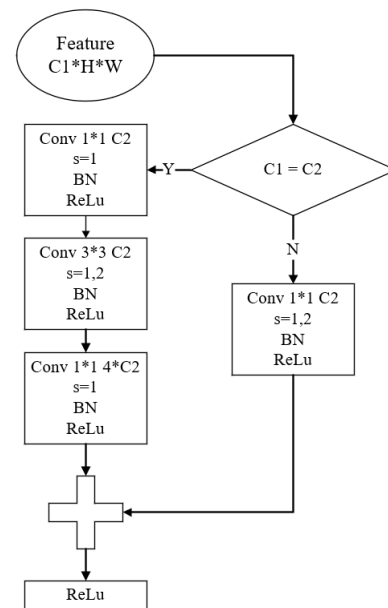 Feature
C1*H*W
C1 = C2
Y
N
Conv 1*1 C2
s=1
BN
ReLu
Conv 3*3 C2
s=1,2
BN
ReLu
Conv 1*1 4*C2
s=1
BN
ReLu
Conv 1*1 C2
s=1,2
BN
ReLu
ReLu